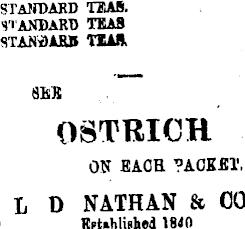 STANDARD TEAS.
STANDARD TEAS
STANDARD TEAS.
SEE
OSTRICH
ON EACH PACKET.
L D NATHAN & CO
Established 1840